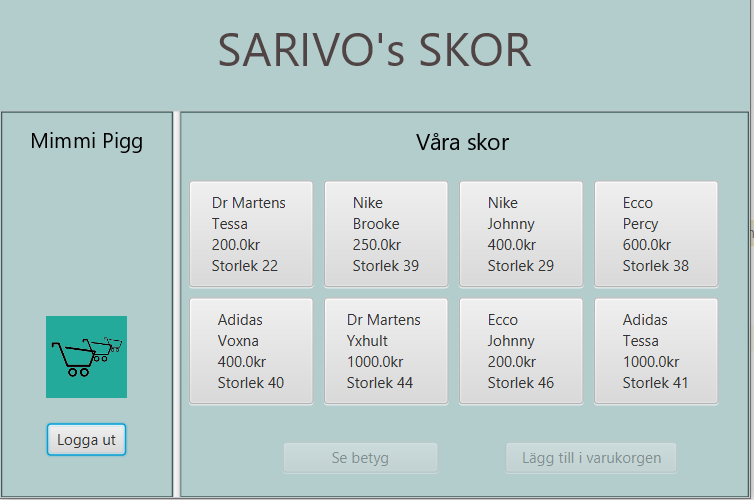 SARIVO's SKOR
Mimmi Pigg
Våra skor
Dr Martens
Tessa
200.0kr
Storlek 22
Nike
Brooke
250.0kr
Storlek 39
Nike
Johnny
400.0kr
Storlek 29
Ecco
Percy
600.0kr
Storlek 38
Adidas
Voxna
400.0kr
Storlek 40
Dr Martens
Yxhult
1000.0kr
Storlek 44
Ecco
Johnny
200.0kr
Storlek 46
Adidas
Tessa
1000.0kr
Storlek 41
Logga ut
Se betyg
Lägg till i varukorgen